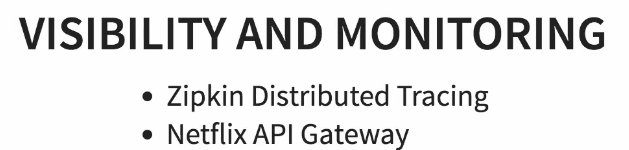 VISIBILITY AND MONITORING
• Zipkin Distributed Tracing
• Netflix API Gateway